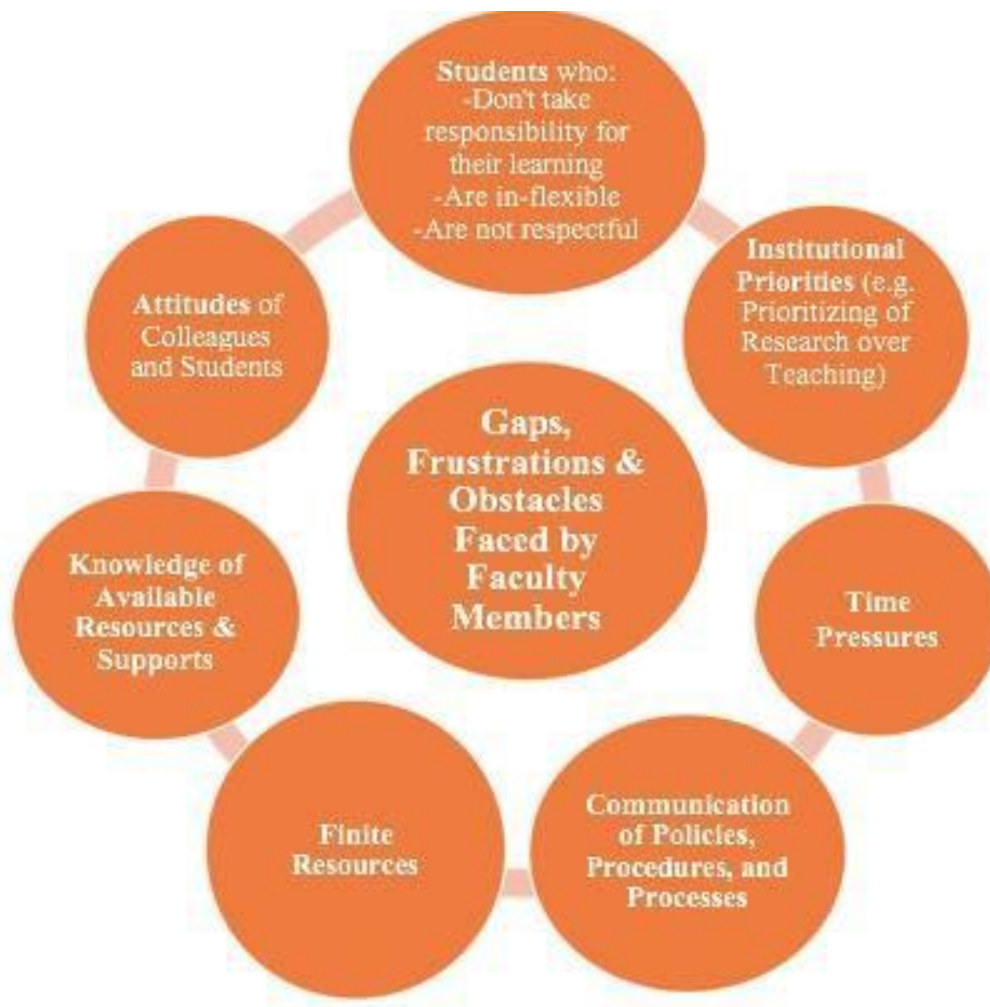 Students who:
-Don't take
responsibility for
their learning
-Are in-flexible
-Are not respectful
Institutional
Priorities (e.g.
Prioritizing of
Research over
Teaching)
Time
Pressures
Communication
of Policies,
Procedures, and
Processes
Finite
Resources
Knowledge of
Available
Resources &
Supports
Attitudes of
Colleagues
and Students
Gaps,
Frustrations &
Obstacles
Faced by
Faculty
Members